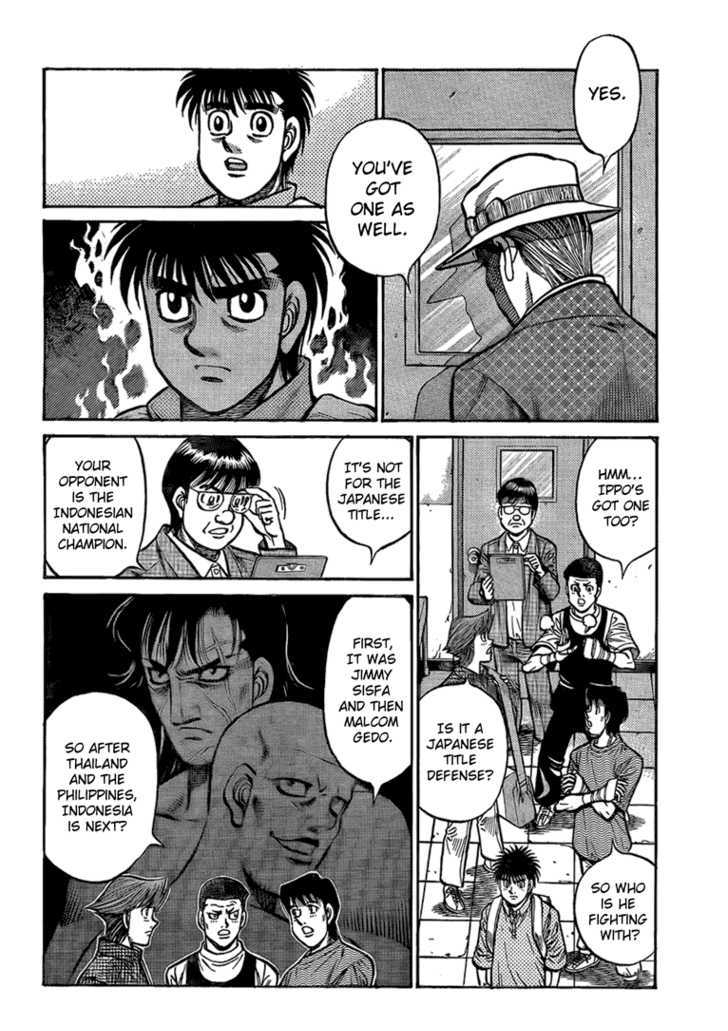 YES.
YOU'VE
GOT
ONE AS
WELL.
HMM...
IPPO'S
GOT ONE
TOO?
IS IT A
JAPANESE
TITLE
DEFENSE?
SO WHO
IS HE
FIGHTING
WITH?
IT'S NOT
FOR THE
JAPANESE
TITLE...
YOUR
OPPONENT
IS THE
INDONESIAN
NATIONAL
CHAMPION.
FIRST,
IT WAS
JIMMY
SISFA
AND THEN
MALCOM
GEDO.
SO AFTER
THAILAND
AND THE
PHILIPPINES,
INDONESIA
IS NEXT?